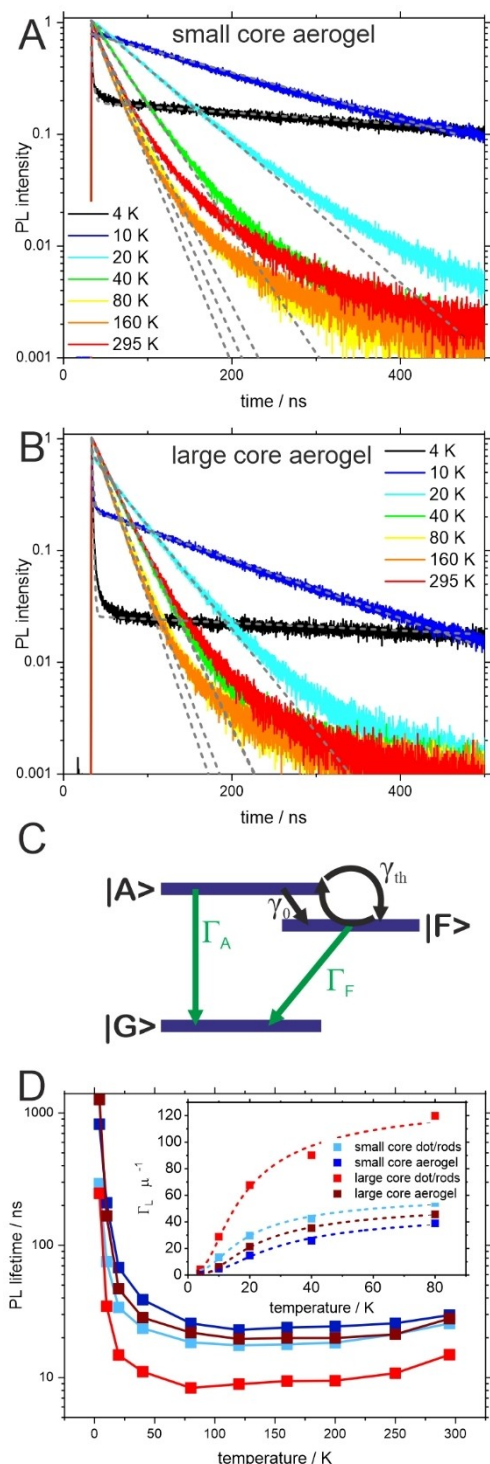 A
small core aerogel
PL intensity
1
0.1
0.01
0.001
4 K
10 K
20 K
40 K
80 K
160 K
295 K
0 200 400
time / ns
B
large core aerogel
PL intensity
1
0.1
0.01
0.001
4 K
10 K
20 K
40 K
80 K
160 K
295 K
0 200 400
time / ns
C
|A>
γ0
γth
|F>
ΓA
ΓF
|G>
D
PL lifetime / ns
1000
100
10
ΓL μ -1
120
100
80
60
40
20
0
small core dot/rods
small core aerogel
large core dot/rods
large core aerogel
0 20 40 60 80
temperature / K
0 50 100 150 200 250 300
temperature / K